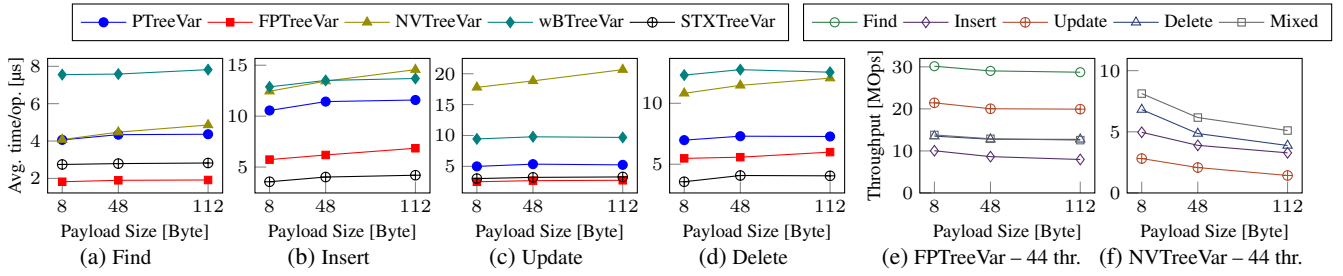 PTreeVar FPTreeVar NVTreeVar wBTreeVar STXTreeVar
Find Insert Update Delete Mixed
Avg. time/op. [μs]
8
6
4
2
8 48 112
Payload Size [Byte]
(a) Find
15
10
5
8 48 112
Payload Size [Byte]
(b) Insert
20
15
10
5
8 48 112
Payload Size [Byte]
(c) Update
10
5
8 48 112
Payload Size [Byte]
(d) Delete
Throughput [MOps]
30
20
10
0
8 48 112
Payload Size [Byte]
(e) FPTreeVar – 44 thr.
10
5
0
8 48 112
Payload Size [Byte]
(f) NVTreeVar – 44 thr.